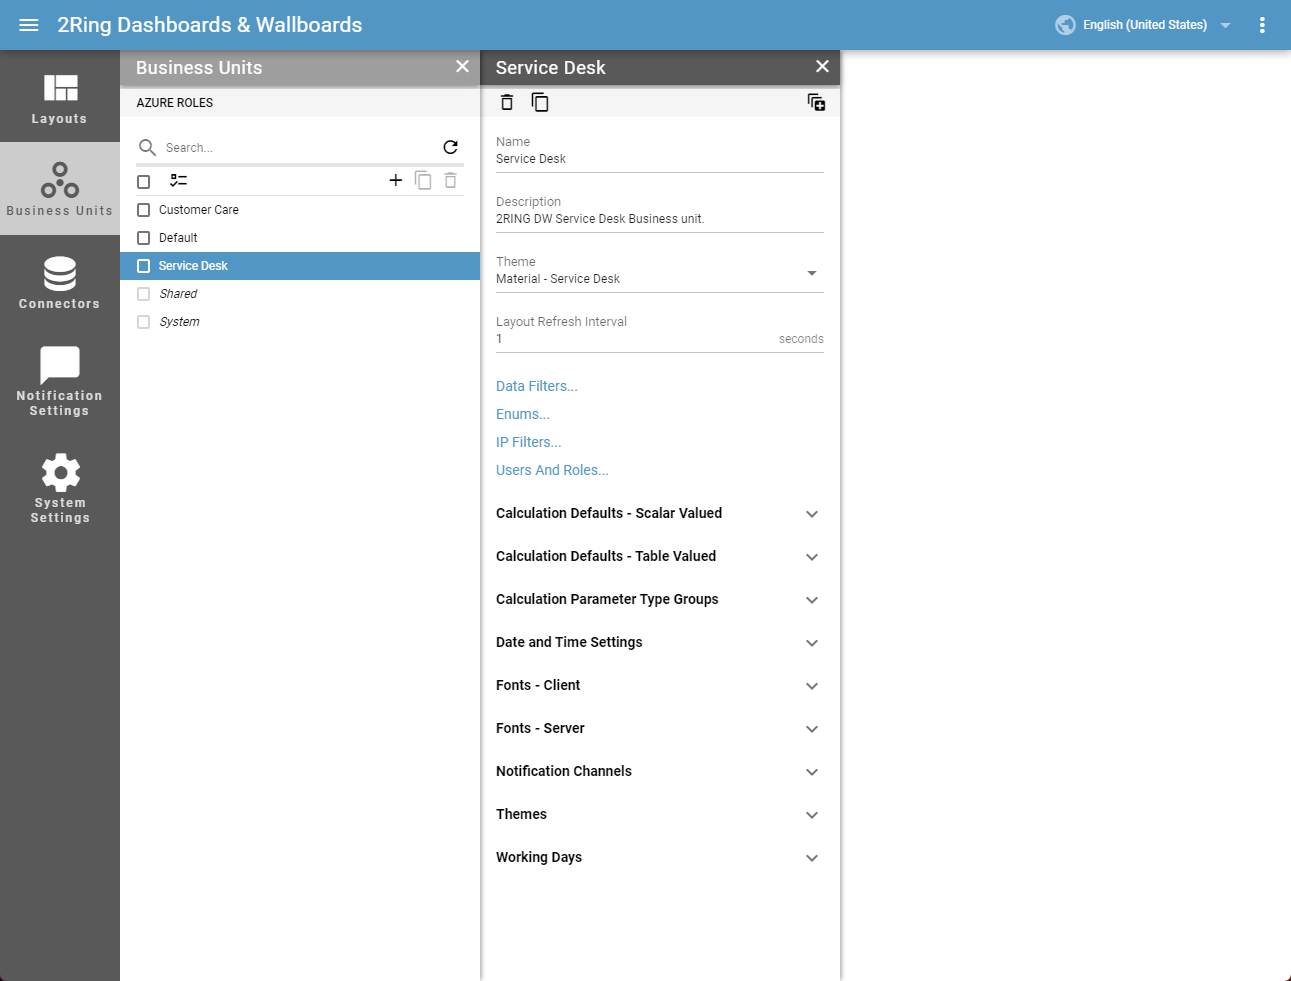 2Ring Dashboards & Wallboards
English (United States)
Layouts
Business Units
Connectors
Notification
Settings
System
Settings
Business Units
AZURE ROLES
Search...
Customer Care
Default
Service Desk
Shared
System
Service Desk
Name
Service Desk
Description
2RING DW Service Desk Business unit.
Theme
Material - Service Desk
Layout Refresh Interval
1 seconds
Data Filters...
Enums...
IP Filters...
Users And Roles...
Calculation Defaults - Scalar Valued
Calculation Defaults - Table Valued
Calculation Parameter Type Groups
Date and Time Settings
Fonts - Client
Fonts - Server
Notification Channels
Themes
Working Days